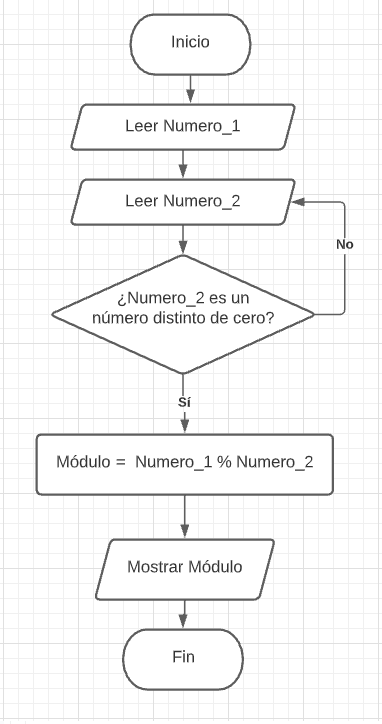 Inicio
Leer Numero_1
Leer Numero_2
No
¿Numero_2 es un
número distinto de cero?
Sí
Módulo = Numero_1 % Numero_2
Mostrar Módulo
Fin